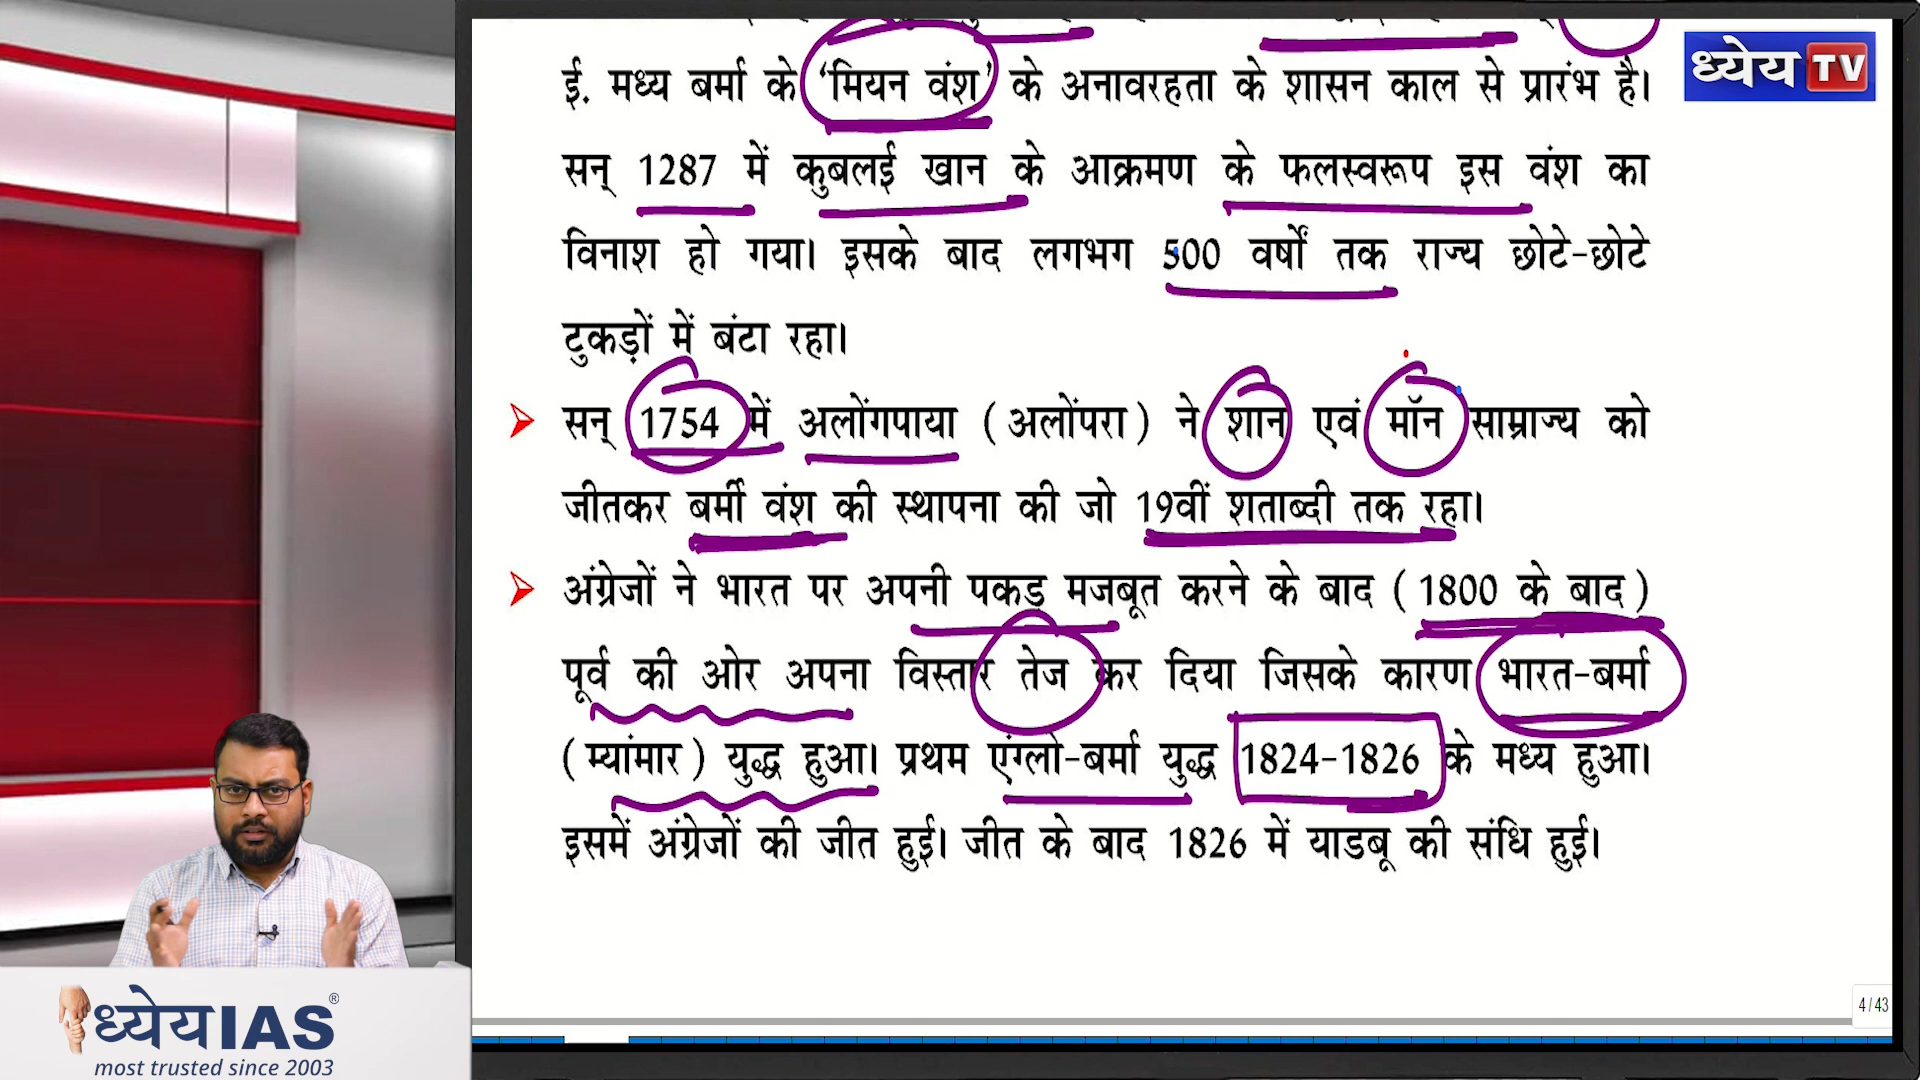 ध्येय TV
ई. मध्य बर्मा के ‘मियन वंश’ के अनावरहता के शासन काल से प्रारंभ है।
सन् 1287 में कुबलई खान के आक्रमण के फलस्वरूप इस वंश का
विनाश हो गया। इसके बाद लगभग 500 वर्षों तक राज्य छोटे-छोटे
टुकड़ों में बंटा रहा।
सन् 1754 में अलोंगपाया (अलोंपरा) ने शान एवं मॉन साम्राज्य को
जीतकर बर्मी वंश की स्थापना की जो 19वीं शताब्दी तक रहा।
अंग्रेजों ने भारत पर अपनी पकड़ मजबूत करने के बाद (1800 के बाद)
पूर्व की ओर अपना विस्तार तेज कर दिया जिसके कारण भारत-बर्मा
(म्यांमार) युद्ध हुआ। प्रथम एंग्लो-बर्मा युद्ध 1824-1826 के मध्य हुआ।
इसमें अंग्रेजों की जीत हुई। जीत के बाद 1826 में याडबू की संधि हुई।
4/43
ध्येय IAS ®
most trusted since 2003